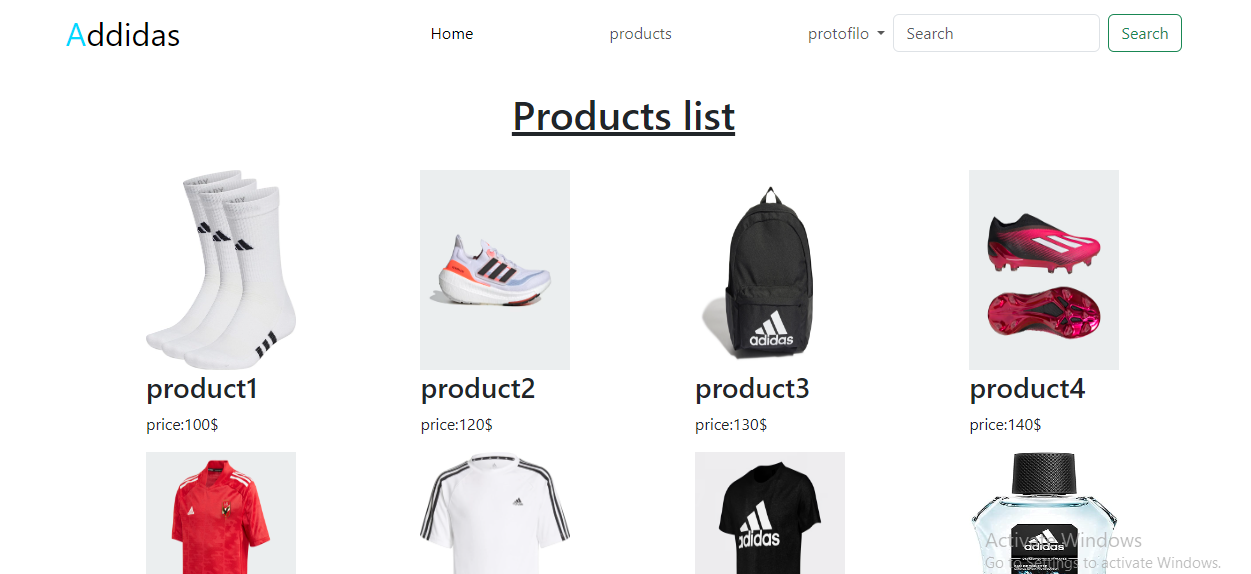 Addidas
Home
products
protofilo
Search
Search
Products list
product1
price:100$
product2
price:120$
adidas
product3
price:130$
product4
price:140$
adidas
adidas
Activate Windows
Go to Settings to activate Windows.